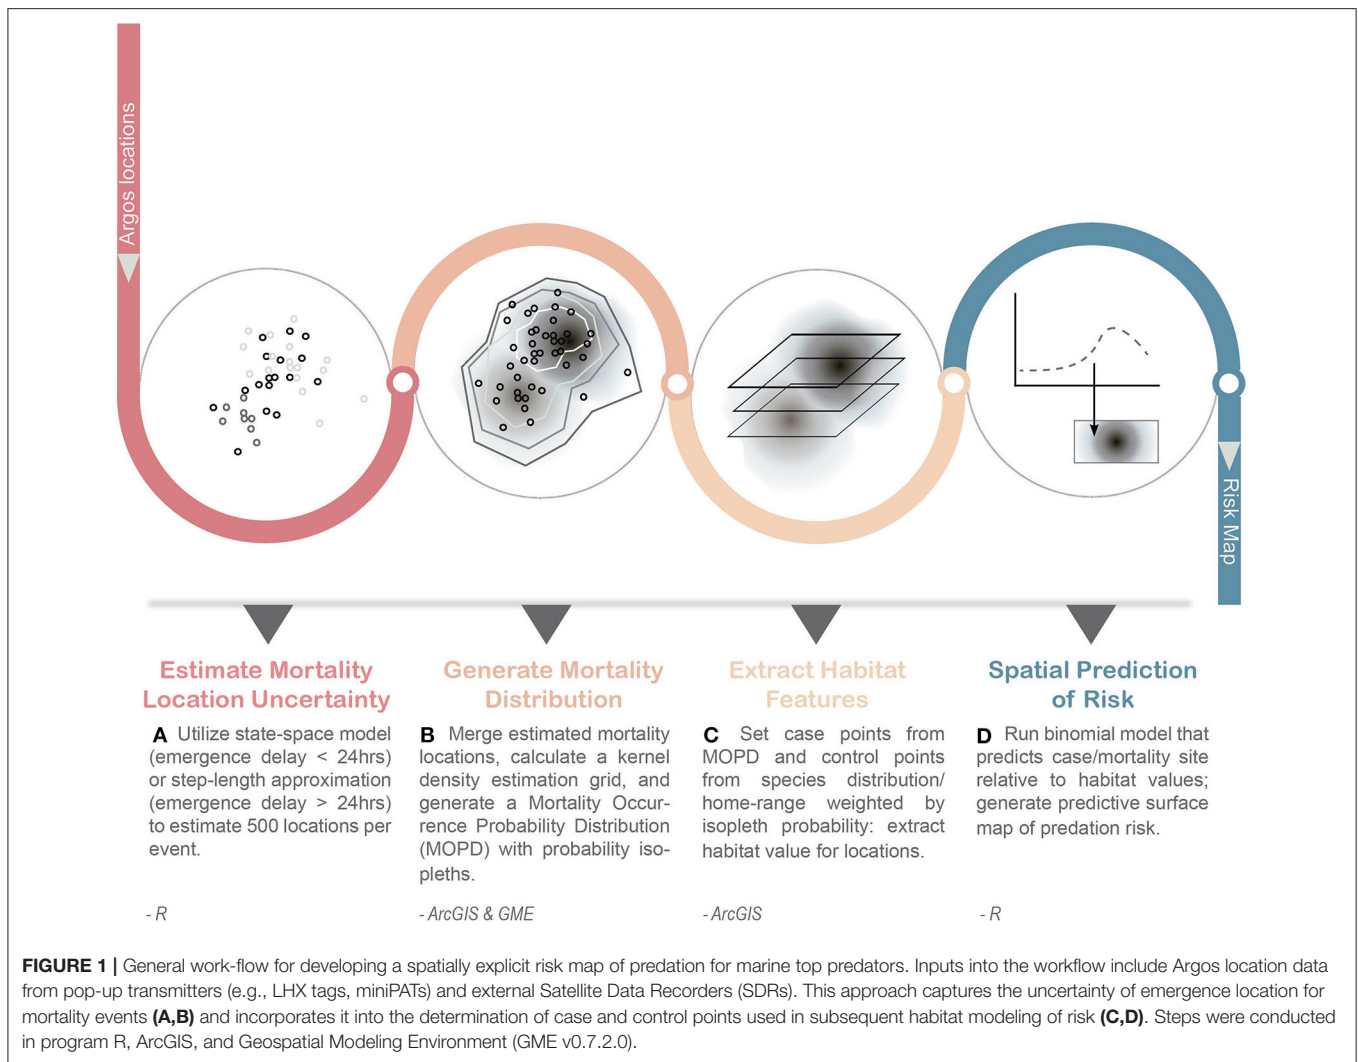 Argos locations
Risk Map
Estimate Mortality
Location Uncertainty
A Utilize state-space model
(emergence delay < 24hrs)
or step-length approximation
(emergence delay > 24hrs)
to estimate 500 locations per
event.
- R
Generate Mortality
Distribution
B Merge estimated mortality
locations, calculate a kernel
density estimation grid, and
generate a Mortality Occur-
rence Probability Distribution
(MOPD) with probability iso-
pleths.
- ArcGIS & GME
Extract Habitat
Features
C Set case points from
MOPD and control points
from species distribution/
home-range weighted by
isopleth probability: extract
habitat value for locations.
- ArcGIS
Spatial Prediction
of Risk
D Run binomial model that
predicts case/mortality site
relative to habitat values;
generate predictive surface
map of predation risk.
- R
FIGURE 1 | General work-flow for developing a spatially explicit risk map of predation for marine top predators. Inputs into the workflow include Argos location data
from pop-up transmitters (e.g., LHX tags, miniPATs) and external Satellite Data Recorders (SDRs). This approach captures the uncertainty of emergence location for
mortality events (A,B) and incorporates it into the determination of case and control points used in subsequent habitat modeling of risk (C,D). Steps were conducted
in program R, ArcGIS, and Geospatial Modeling Environment (GME v0.7.2.0).